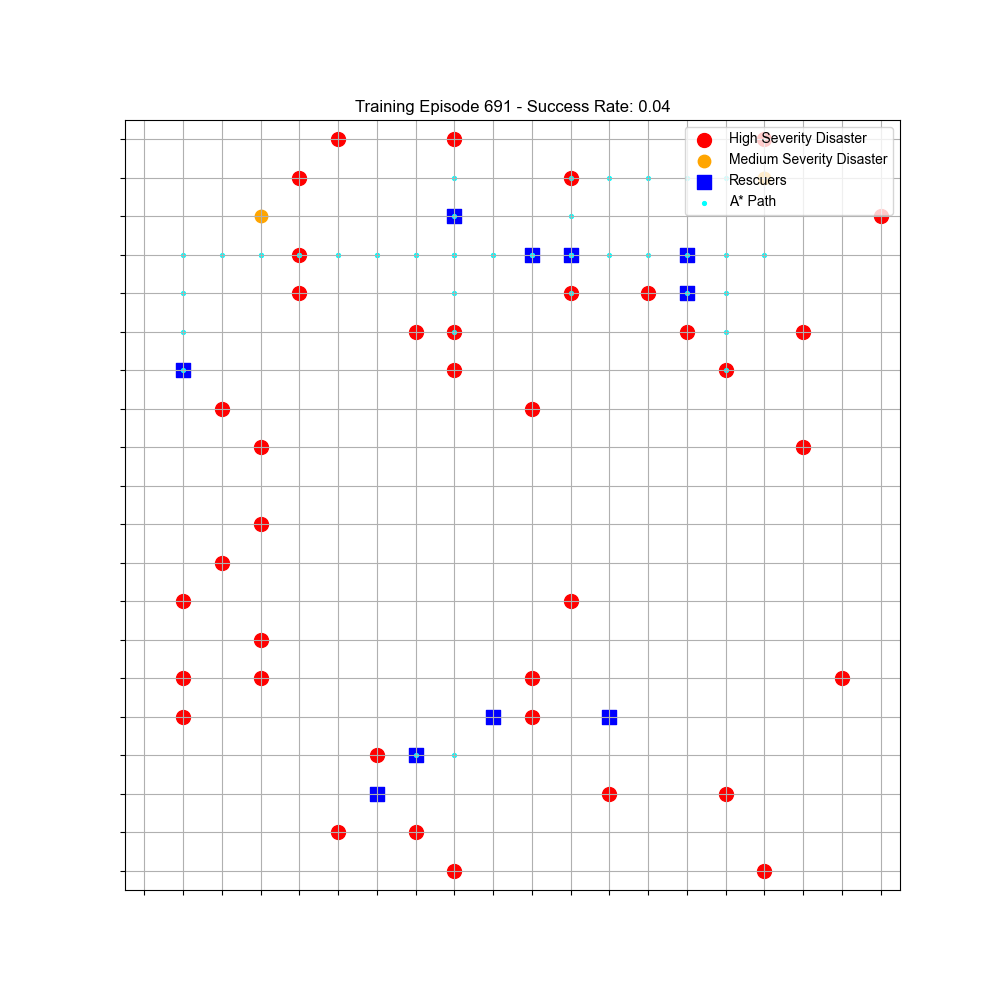 Training Episode 691 - Success Rate: 0.04
High Severity Disaster
Medium Severity Disaster
Rescuers
A* Path